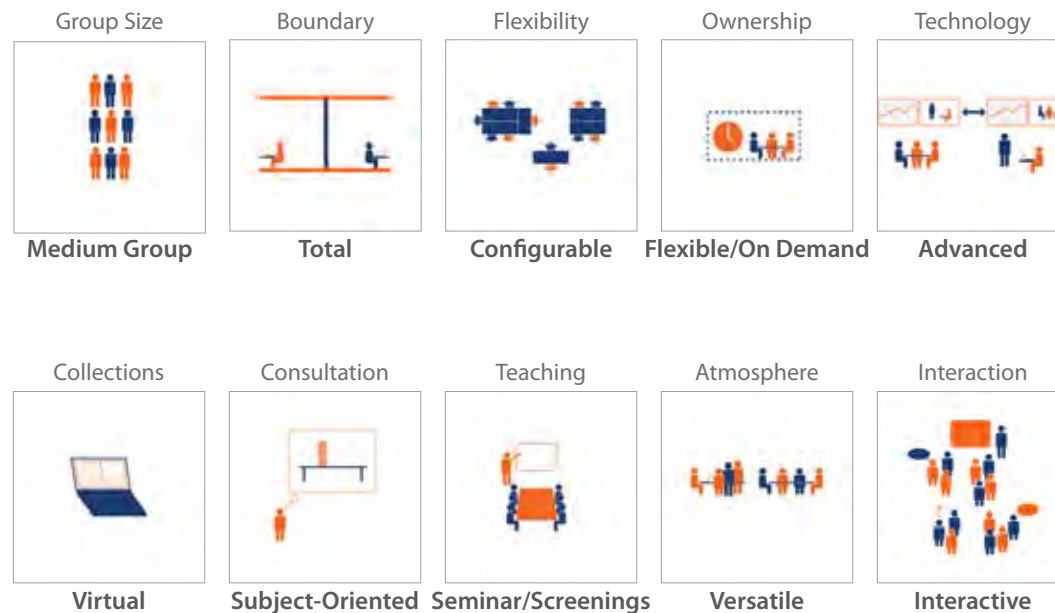 Group Size
Boundary
Flexibility
Ownership
Technology
Medium Group
Total
Configurable
Flexible/On Demand
Advanced
Collections
Consultation
Teaching
Atmosphere
Interaction
Virtual
Subject-Oriented
Seminar/Screenings
Versatile
Interactive